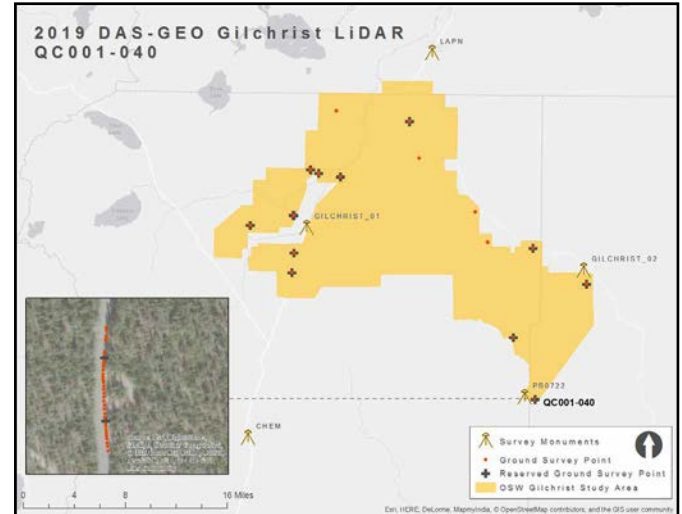 2019 DAS-GEO Gilchrist LiDAR
QC001-040
LAPN
GILCHRIST_01
GILCHRIST_02
PB0722
QC001-040
CHEM
Survey Monuments
Ground Survey Point
Reserved Ground Survey Point
OSW Gilchrist Study Area
0 4 8 16 Miles
Esri, HERE, DeLorme, MapmyIndia, © OpenStreetMap contributors, and the GIS user community